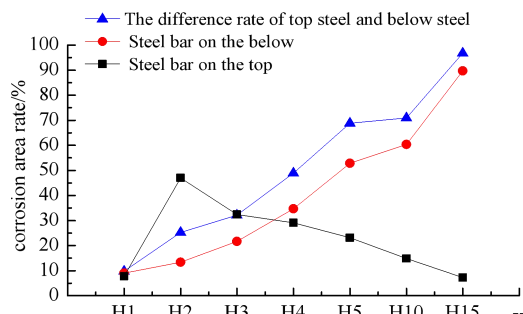 The difference rate of top steel and below steel
Steel bar on the below
Steel bar on the top
corrosion area rate/%
100
90
80
70
60
50
40
30
20
10
0
H1 H2 H3 H4 H5 H10 H15